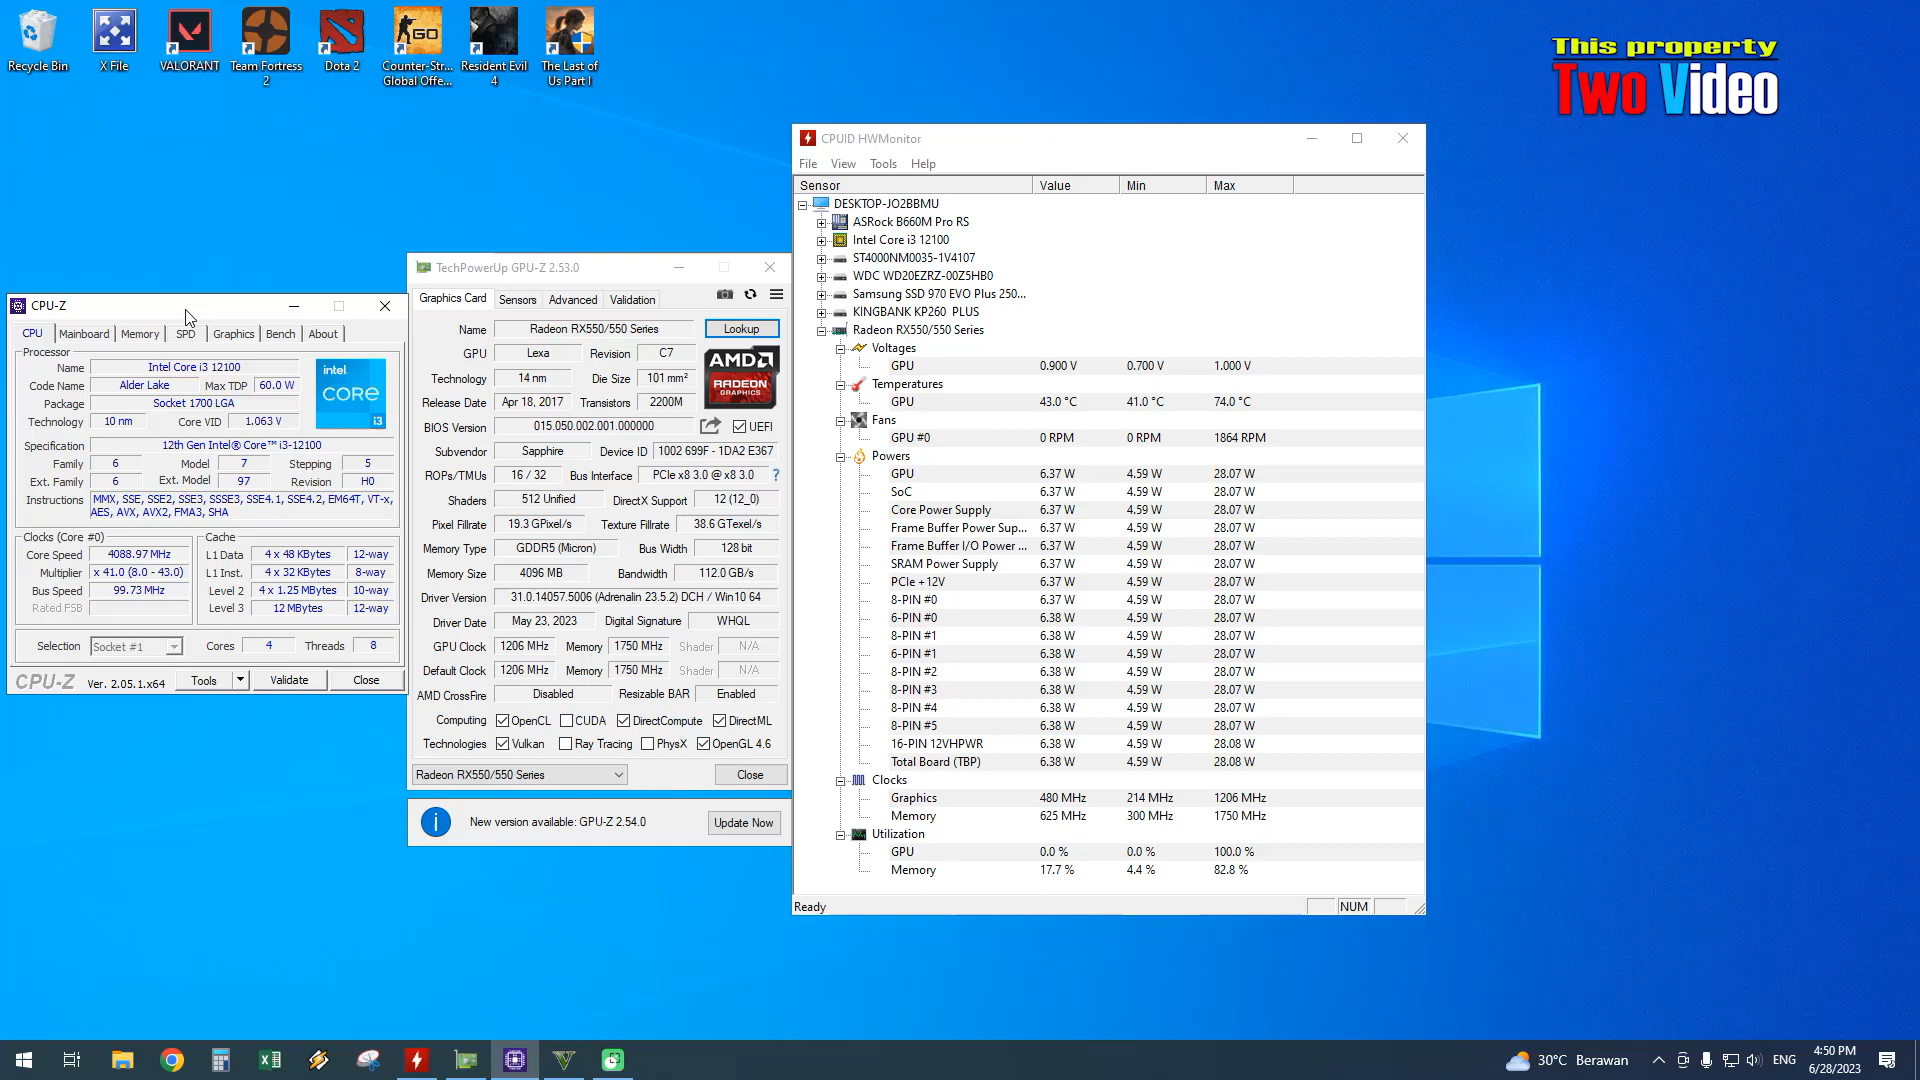 Recycle Bin
X File
VALORANT
Team Fortress
2
Dota 2
Counter-Str...
Global Offe...
Resident Evil
4
The Last of
Us Part I
This property
Two Video
CPU-Z
CPU Mainboard Memory SPD Graphics Bench About
Processor
Name Intel Core i3 12100
Code Name Alder Lake Max TDP 60.0 W
Package Socket 1700 LGA
Technology 10 nm Core VID 1.063 V
intel
CORE
i3
Specification 12th Gen Intel® Core™ i3-12100
Family 6 Model 7 Stepping 5
Ext. Family 6 Ext. Model 97 Revision H0
Instructions MMX, SSE, SSE2, SSE3, SSSE3, SSE4.1, SSE4.2, EM64T, VT-x,
AES, AVX, AVX2, FMA3, SHA
Clocks (Core #0)
Core Speed 4088.97 MHz
Multiplier x 41.0 (8.0 - 43.0)
Bus Speed 99.73 MHz
Rated FSB
Cache
L1 Data 4 x 48 KBytes 12-way
L1 Inst. 4 x 32 KBytes 8-way
Level 2 4 x 1.25 MBytes 10-way
Level 3 12 MBytes 12-way
Selection Socket #1 Cores 4 Threads 8
CPU-Z Ver. 2.05.1.x64 Tools Validate Close
TechPowerUp GPU-Z 2.53.0
Graphics Card Sensors Advanced Validation
Name Radeon RX550/550 Series Lookup
GPU Lexa Revision C7
Technology 14 nm Die Size 101 mm²
Release Date Apr 18, 2017 Transistors 2200M
AMD
RADEON
GRAPHICS
BIOS Version 015.050.002.001.000000 UEFI
Subvendor Sapphire Device ID 1002 699F - 1DA2 E367
ROPs/TMUs 16 / 32 Bus Interface PCIe x8 3.0 @ x8 3.0 ?
Shaders 512 Unified DirectX Support 12 (12_0)
Pixel Fillrate 19.3 GPixel/s Texture Fillrate 38.6 GTexel/s
Memory Type GDDR5 (Micron) Bus Width 128 bit
Memory Size 4096 MB Bandwidth 112.0 GB/s
Driver Version 31.0.14057.5006 (Adrenalin 23.5.2) DCH / Win10 64
Driver Date May 23, 2023 Digital Signature WHQL
GPU Clock 1206 MHz Memory 1750 MHz Shader N/A
Default Clock 1206 MHz Memory 1750 MHz Shader N/A
AMD CrossFire Disabled Resizable BAR Enabled
Computing OpenCL CUDA DirectCompute DirectML
Technologies Vulkan Ray Tracing PhysX OpenGL 4.6
Radeon RX550/550 Series Close
New version available: GPU-Z 2.54.0 Update Now
CPUID HWMonitor
File View Tools Help
Sensor Value Min Max
DESKTOP-JO2BBMU
ASRock B660M Pro RS
Intel Core i3 12100
ST4000NM0035-1V4107
WDC WD20EZRZ-00Z5HB0
Samsung SSD 970 EVO Plus 250...
KINGBANK KP260 PLUS
Radeon RX550/550 Series
Voltages
GPU 0.900 V 0.700 V 1.000 V
Temperatures
GPU 43.0 °C 41.0 °C 74.0 °C
Fans
GPU #0 0 RPM 0 RPM 1864 RPM
Powers
GPU 6.37 W 4.59 W 28.07 W
SoC 6.37 W 4.59 W 28.07 W
Core Power Supply 6.37 W 4.59 W 28.07 W
Frame Buffer Power Sup... 6.37 W 4.59 W 28.07 W
Frame Buffer I/O Power ... 6.37 W 4.59 W 28.07 W
SRAM Power Supply 6.37 W 4.59 W 28.07 W
PCIe +12V 6.37 W 4.59 W 28.07 W
8-PIN #0 6.37 W 4.59 W 28.07 W
6-PIN #0 6.38 W 4.59 W 28.07 W
8-PIN #1 6.38 W 4.59 W 28.07 W
6-PIN #1 6.38 W 4.59 W 28.07 W
8-PIN #2 6.38 W 4.59 W 28.07 W
8-PIN #3 6.38 W 4.59 W 28.07 W
8-PIN #4 6.38 W 4.59 W 28.07 W
8-PIN #5 6.38 W 4.59 W 28.07 W
16-PIN 12VHPWR 6.38 W 4.59 W 28.08 W
Total Board (TBP) 6.38 W 4.59 W 28.08 W
Clocks
Graphics 480 MHz 214 MHz 1206 MHz
Memory 625 MHz 300 MHz 1750 MHz
Utilization
GPU 0.0 % 0.0 % 100.0 %
Memory 17.7 % 4.4 % 82.8 %
Ready NUM
30°C Berawan ENG 4:50 PM
6/28/2023